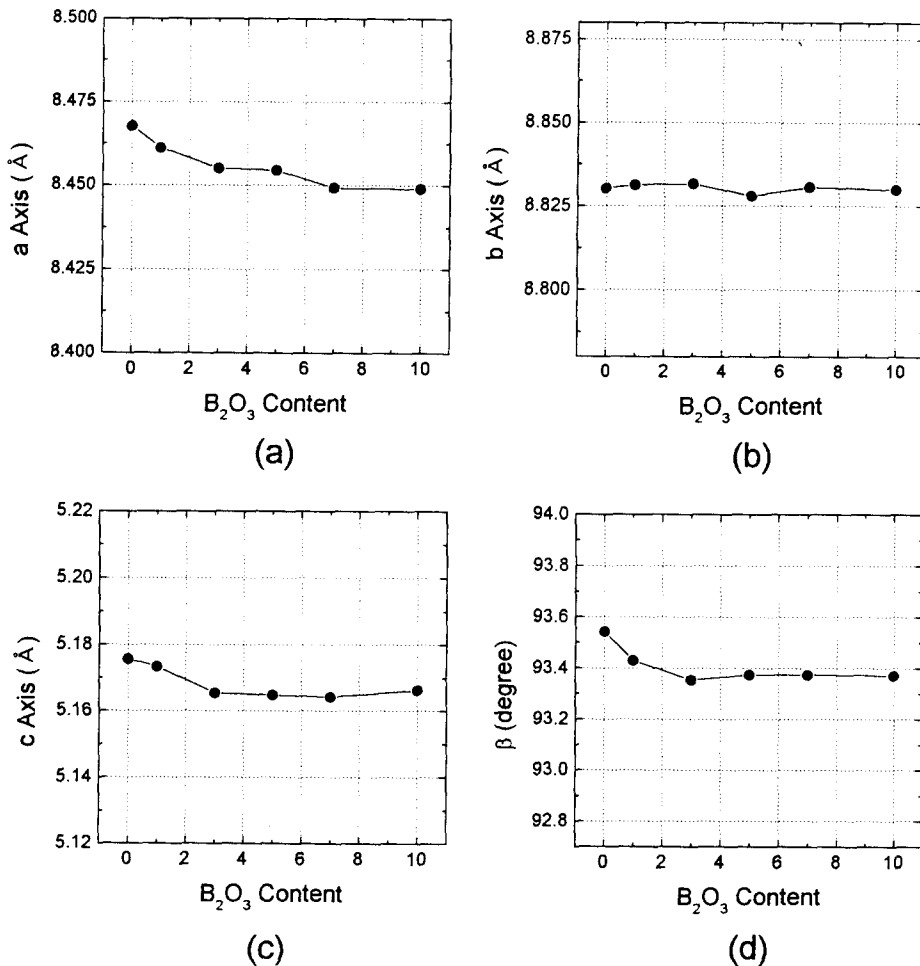 8.500
8.475
8.450
8.425
8.400
a Axis ( Å )
0 2 4 6 8 10
B₂O₃ Content
(a)
8.875
8.850
8.825
8.800
b Axis ( Å )
0 2 4 6 8 10
B₂O₃ Content
(b)
5.22
5.20
5.18
5.16
5.14
5.12
c Axis ( Å )
0 2 4 6 8 10
B₂O₃ Content
(c)
94.0
93.8
93.6
93.4
93.2
93.0
92.8
β (degree)
0 2 4 6 8 10
B₂O₃ Content
(d)